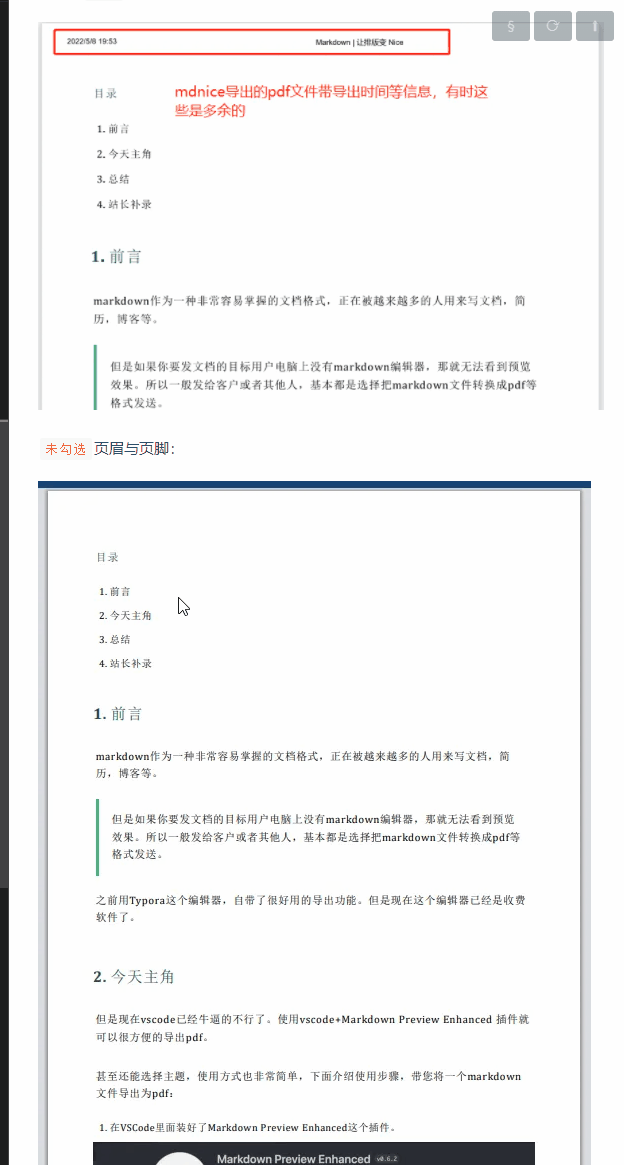 2022/5/8 19:53 Markdown | 让排版变 Nice
mdnice导出的pdf文件带导出时间等信息，有时这
些是多余的
目录
1. 前言
2. 今天主角
3. 总结
4. 站长补录
1. 前言
markdown作为一种非常容易掌握的文档格式，正在被越来越多的人用来写文档，简
历，博客等。
但是如果你要发文档的目标用户电脑上没有markdown编辑器，那就无法看到预览
效果。所以一般发给客户或者其他人，基本都是选择把markdown文件转换成pdf等
格式发送。
未勾选 页眉与页脚：
目录
1. 前言
2. 今天主角
3. 总结
4. 站长补录
1. 前言
markdown作为一种非常容易掌握的文档格式，正在被越来越多的人用来写文档，简
历，博客等。
但是如果你要发文档的目标用户电脑上没有markdown编辑器，那就无法看到预览
效果。所以一般发给客户或者其他人，基本都是选择把markdown文件转换成pdf等
格式发送。
之前用Typora这个编辑器，自带了很好用的导出功能。但是现在这个编辑器已经是收费
软件了。
2. 今天主角
但是现在vscode已经牛逼的不行了。使用vscode+Markdown Preview Enhanced 插件就
可以很方便的导出pdf。
甚至还能选择主题，使用方式也非常简单，下面介绍使用步骤，带您将一个markdown
文件导出为pdf：
1. 在VSCode里面装好了Markdown Preview Enhanced这个插件。
Markdown Preview Enhanced v0.6.2